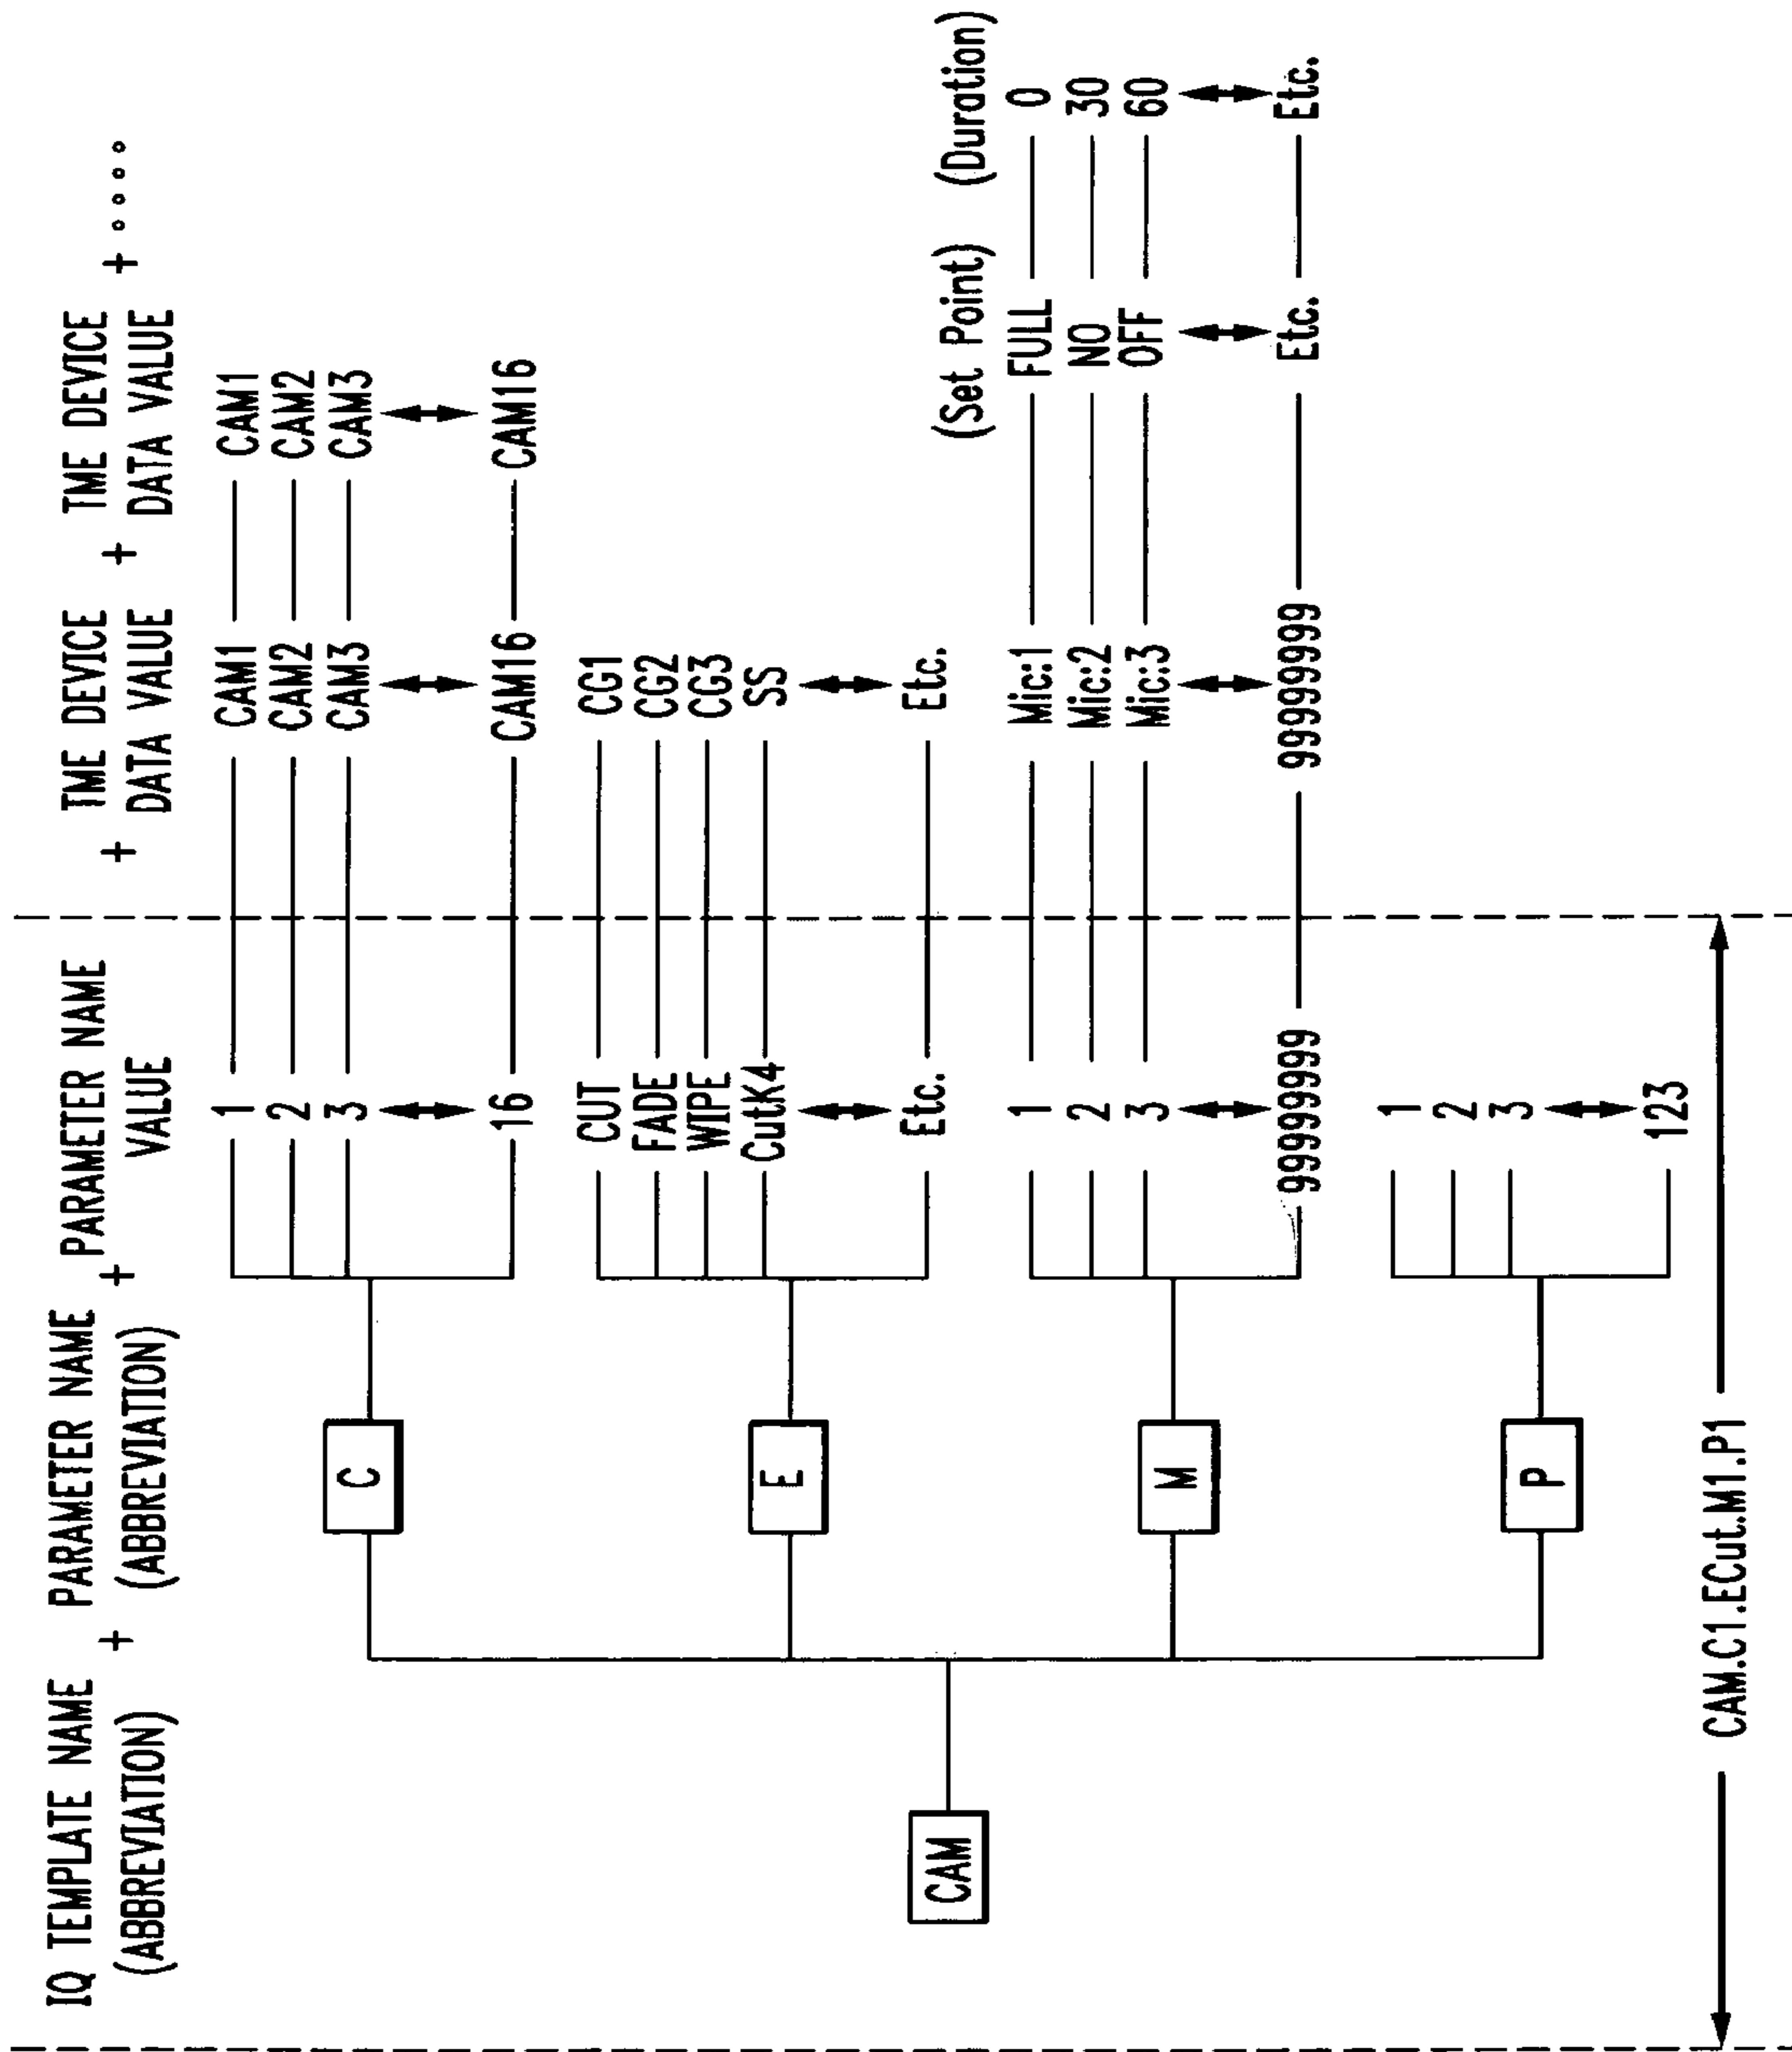 IQ TEMPLATE NAME + PARAMETER NAME + PARAMETER NAME + TME DEVICE + TME DEVICE + ∘∘∘∘
(ABBREVIATION) (ABBREVIATION) VALUE DATA VALUE DATA VALUE
1 CAM1 CAM1
2 CAM2 CAM2
3 CAM3 CAM3
C
16 CAM16 CAM16
CUT CG1
FADE CG2
WIPE CG3
CutK4 SS
E
Etc. Etc.
CAM
(Set Point) (Duration)
1 Mic:1 FULL 0
2 Mic:2 NO 30
3 Mic:3 OFF 60
M
99999999 99999999 Etc. Etc.
1
2
3
P
123
CAM.C1.ECut.M1.P1